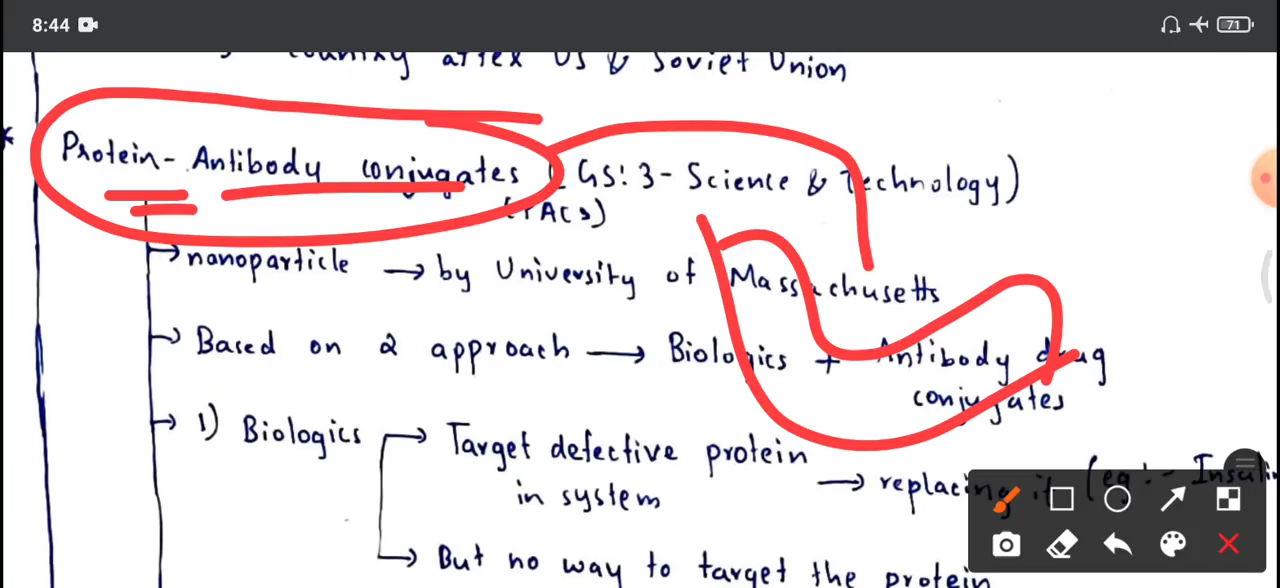 8:44
71
country after US & Soviet Union
* Protein- Antibody conjugates (GS:3- Science & Technology)
(PACs)
nanoparticle → by University of Massachusetts
Based on 2 approach → Biologics + Antibody drug
conjugates
1) Biologics → Target defective protein → replacing it (eg:- Insulin
in system
→ But no way to target the protein